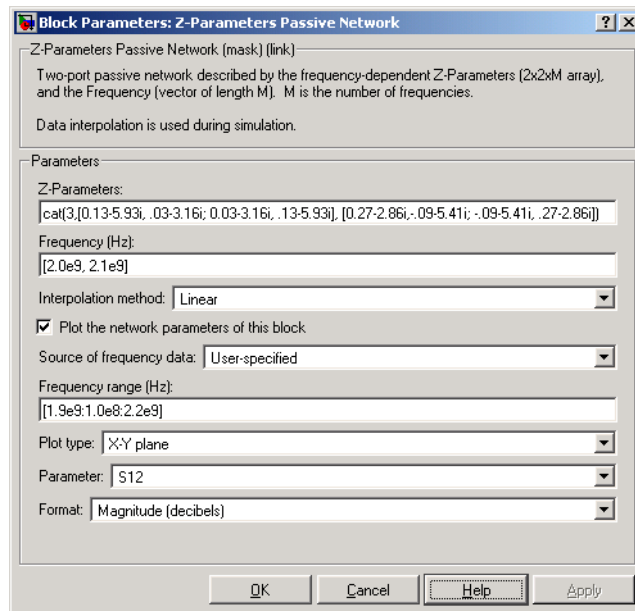 Block Parameters: Z-Parameters Passive Network
Z-Parameters Passive Network (mask) (link)
Two-port passive network described by the frequency-dependent Z-Parameters (2x2xM array),
and the Frequency (vector of length M). M is the number of frequencies.
Data interpolation is used during simulation.
Parameters
Z-Parameters:
cat(3,[0.13-5.93i, .03-3.16i; 0.03-3.16i, .13-5.93i], [0.27-2.86i,-.09-5.41i; -.09-5.41i, .27-2.86i])
Frequency (Hz):
[2.0e9, 2.1e9]
Interpolation method: Linear
Plot the network parameters of this block
Source of frequency data: User-specified
Frequency range (Hz):
[1.9e9:1.0e8:2.2e9]
Plot type: X-Y plane
Parameter: S12
Format: Magnitude (decibels)
OK Cancel Help Apply